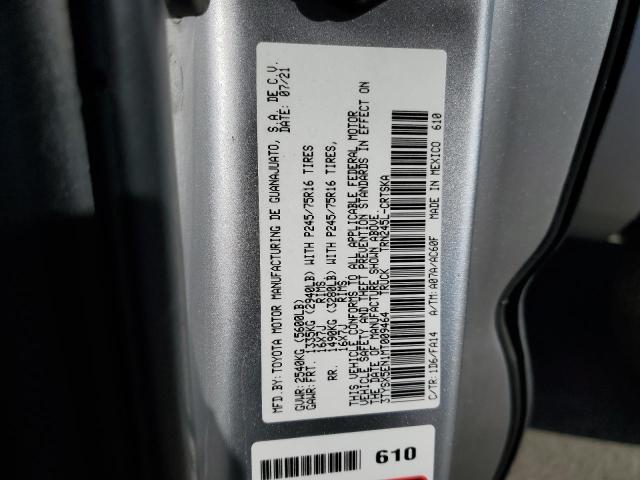 MFD.BY: TOYOTA MOTOR MANUFACTURING DE GUANAJUATO, S.A. DE C.V.
DATE: 07/21
GVWR: 2540KG (5600LB)
GAWR: FRT. 1335KG (2940LB) WITH P245/75R16 TIRES
16X7J RIMS,
RR. 1490KG (3280LB) WITH P245/75R16 TIRES,
16X7J RIMS.
THIS VEHICLE CONFORMS TO ALL APPLICABLE FEDERAL MOTOR
VEHICLE SAFETY AND THEFT PREVENTION STANDARDS IN EFFECT ON
THE DATE OF MANUFACTURE SHOWN ABOVE.
3TYSX5EN1MT009464 TRUCK TRN245L-CRTSKA
C/TR: 1D6/FA14 A/TM: A07A/AC60F MADE IN MEXICO 610
610